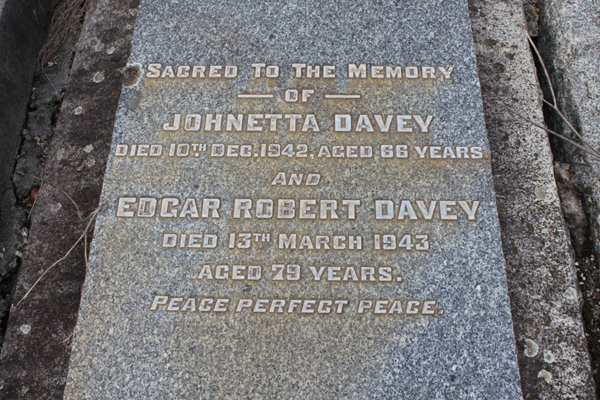 SACRED TO THE MEMORY
— OF —
JOHNETTA DAVEY
DIED 10TH DEC. 1942, AGED 66 YEARS
AND
EDGAR ROBERT DAVEY
DIED 13TH MARCH 1943
AGED 79 YEARS.
PEACE PERFECT PEACE.